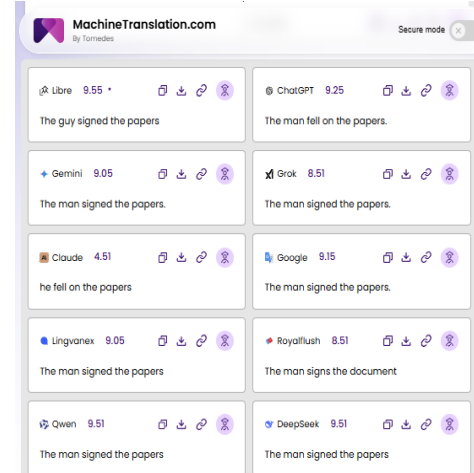 MachineTranslation.com
By Tomedes
Secure mode
Libre 9.55
The guy signed the papers
ChatGPT 9.25
The man fell on the papers.
Gemini 9.05
The man signed the papers.
Grok 8.51
The man signed the papers.
Claude 4.51
he fell on the papers
Google 9.15
The man signed the papers.
Lingvanex 9.05
The man signed the papers
Royalflush 8.51
The man signs the document
Qwen 9.51
The man signed the papers
DeepSeek 9.51
The man signed the papers